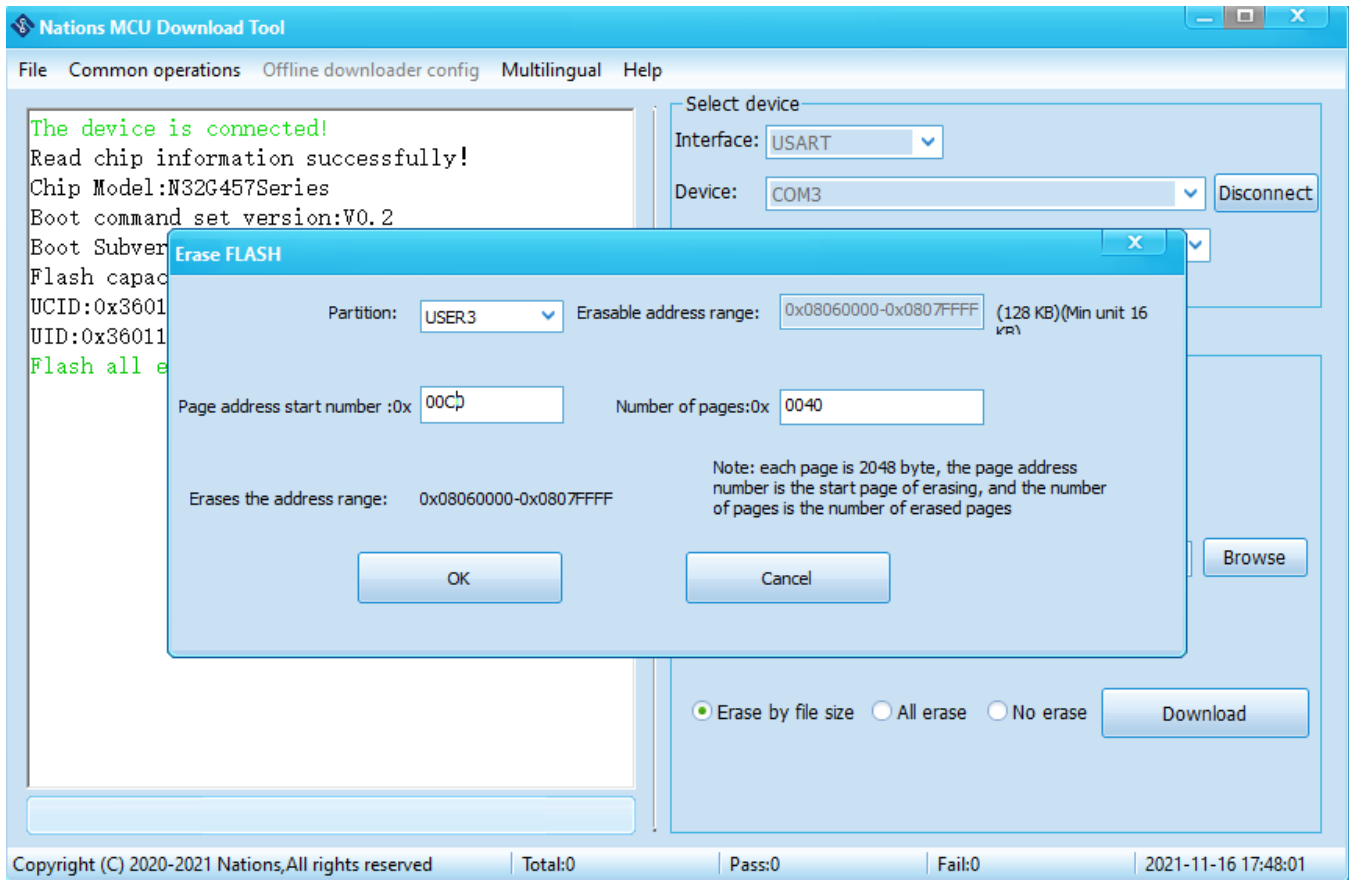 Nations MCU Download Tool
File Common operations Offline downloader config Multilingual Help
The device is connected!
Read chip information successfully!
Chip Model:N32G457Series
Boot command set version:V0.2
Boot Subver
Flash capac
UCID:0x3601
UID:0x36011
Flash all e
Select device
Interface: USART
Device: COM3 Disconnect
Erase FLASH
Partition: USER3 Erasable address range: 0x08060000-0x0807FFFF (128 KB)(Min unit 16
KB)
Page address start number :0x 00C0 Number of pages:0x 0040
Erases the address range: 0x08060000-0x0807FFFF
Note: each page is 2048 byte, the page address
number is the start page of erasing, and the number
of pages is the number of erased pages
OK Cancel
Browse
Erase by file size All erase No erase Download
Copyright (C) 2020-2021 Nations,All rights reserved Total:0 Pass:0 Fail:0 2021-11-16 17:48:01